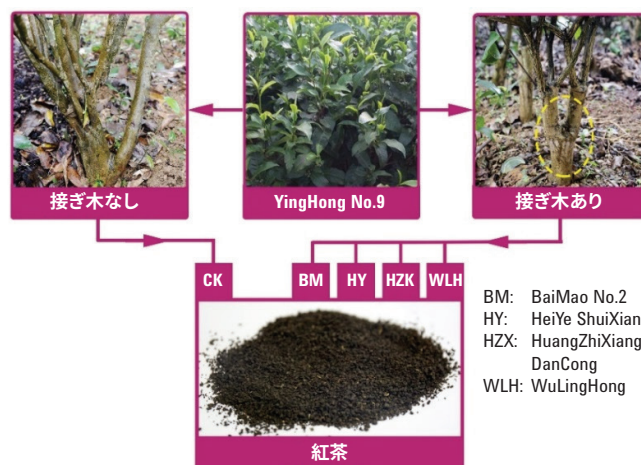 接ぎ木なし
YingHong No.9
接ぎ木あり
CK
BM
HY
HZK
WLH
BM: BaiMao No.2
HY: HeiYe ShuiXian
HZX: HuangZhiXiang
DanCong
WLH: WuLingHong
紅茶